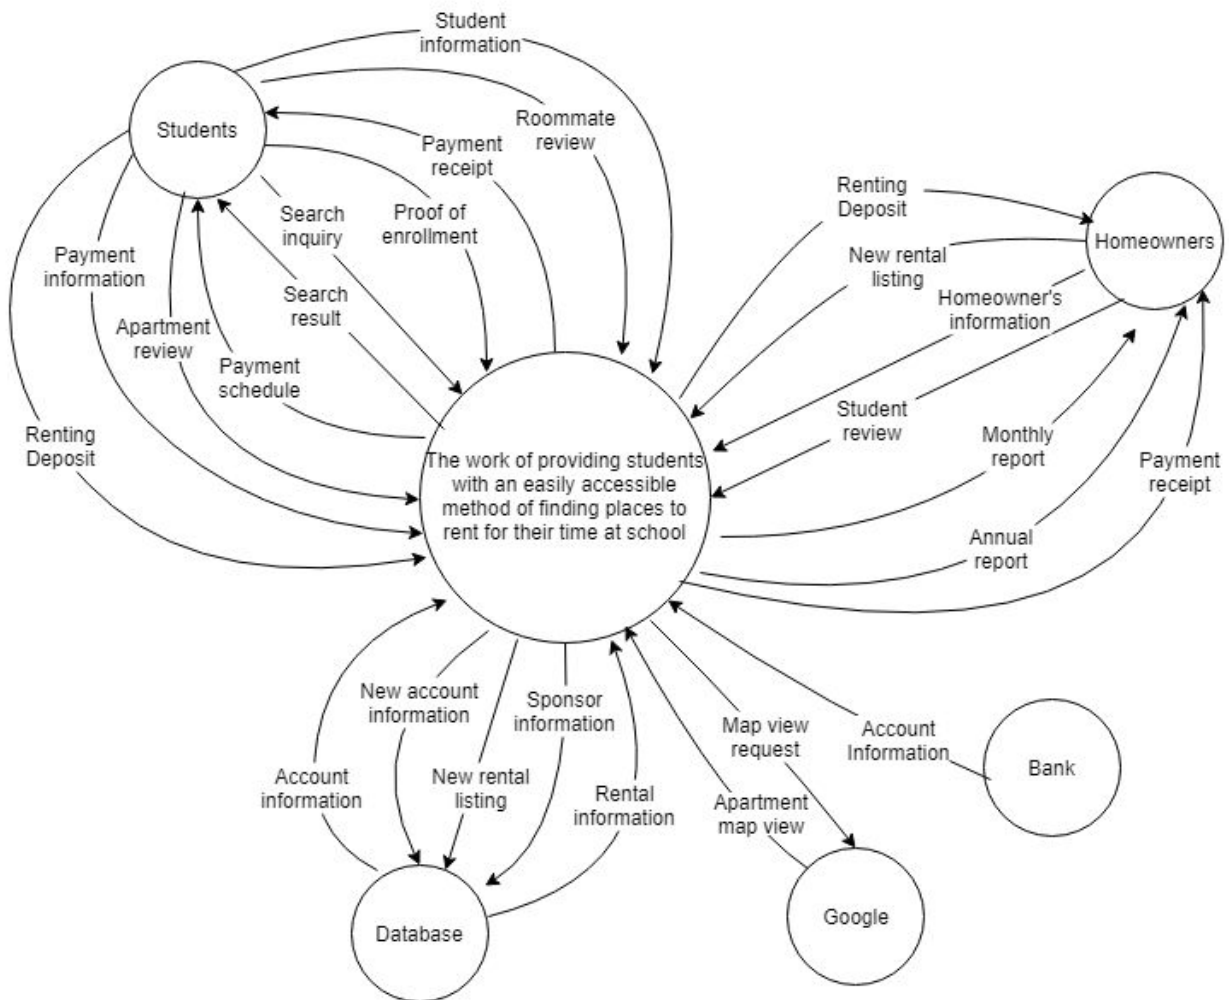 Student
information
Students
Roommate
review
Payment
receipt
Search
inquiry
Proof of
enrollment
Renting
Deposit
Homeowners
Payment
information
New rental
listing
Search
result
Homeowner's
information
Apartment
review
Payment
schedule
Student
review
Renting
Deposit
Monthly
report
Payment
receipt
The work of providing students
with an easily accessible
method of finding places to
rent for their time at school
Annual
report
New account
information
Sponsor
information
Map view
request
Account
Information
Bank
Account
information
New rental
listing
Rental
information
Apartment
map view
Database
Google